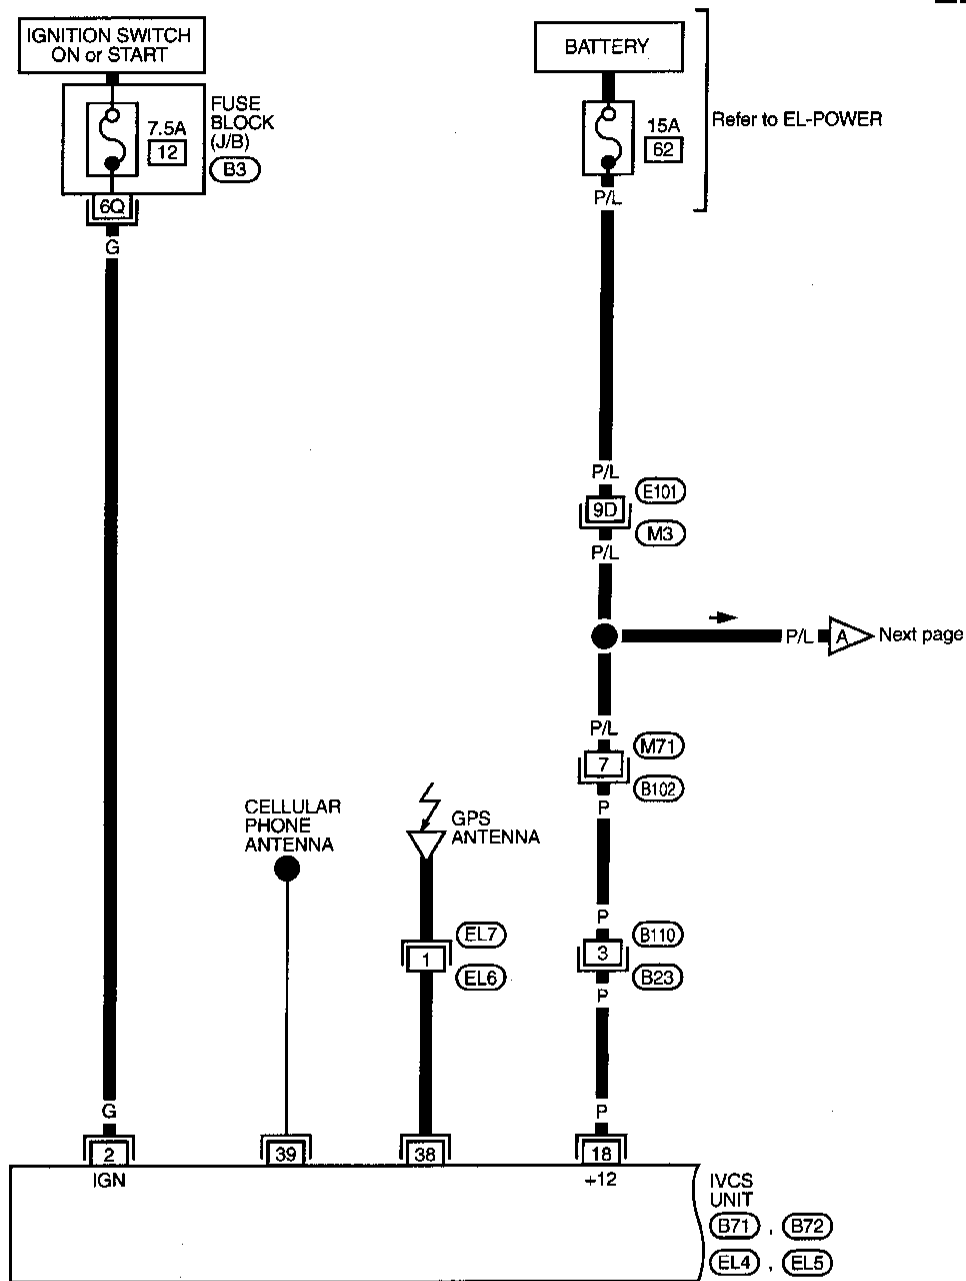 IGNITION SWITCH
ON or START
BATTERY
FUSE
BLOCK
(J/B)
B3
7.5A
12
15A
62
Refer to EL-POWER
6Q
P/L
G
P/L
9D
E101
M3
P/L
P/L
A
Next page
P/L
7
M71
B102
P
CELLULAR
PHONE
ANTENNA
GPS
ANTENNA
P
1
EL7
EL6
3
B110
B23
P
G
P
2
39
38
18
IGN
+12
IVCS
UNIT
B71 , B72
EL4 , EL5